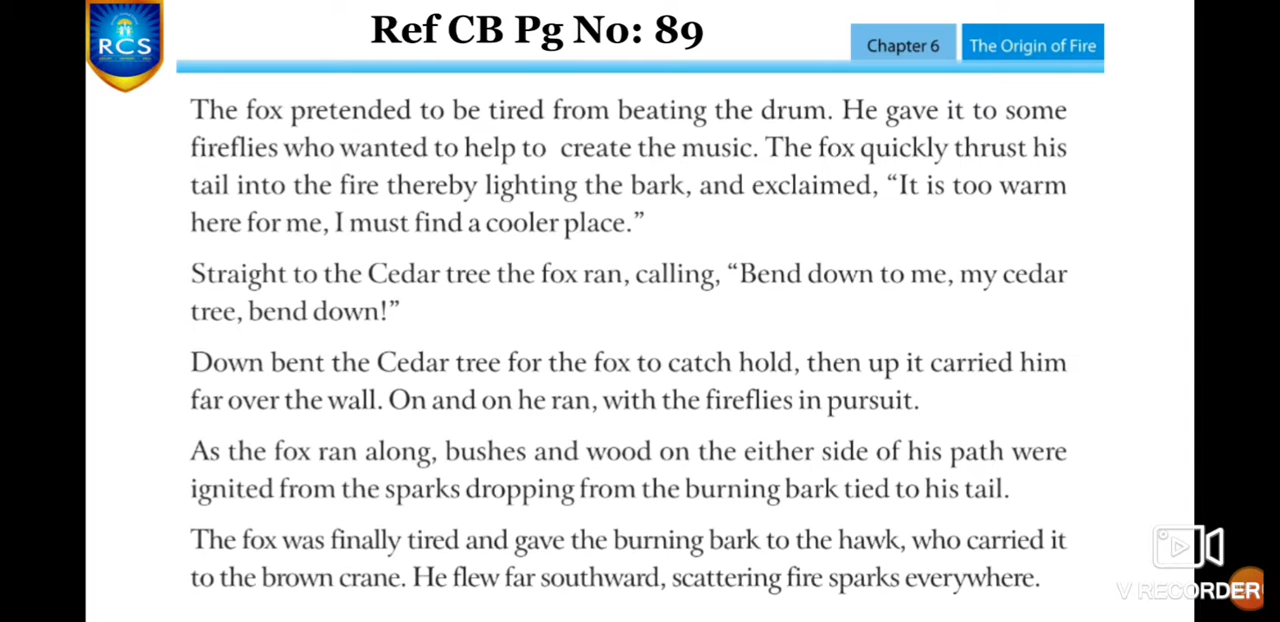 Ref CB Pg No: 89
RCS
Chapter 6
The Origin of Fire
The fox pretended to be tired from beating the drum. He gave it to some
fireflies who wanted to help to create the music. The fox quickly thrust his
tail into the fire thereby lighting the bark, and exclaimed, “It is too warm
here for me, I must find a cooler place.”
Straight to the Cedar tree the fox ran, calling, “Bend down to me, my cedar
tree, bend down!”
Down bent the Cedar tree for the fox to catch hold, then up it carried him
far over the wall. On and on he ran, with the fireflies in pursuit.
As the fox ran along, bushes and wood on the either side of his path were
ignited from the sparks dropping from the burning bark tied to his tail.
The fox was finally tired and gave the burning bark to the hawk, who carried it
to the brown crane. He flew far southward, scattering fire sparks everywhere.
V RECORDER